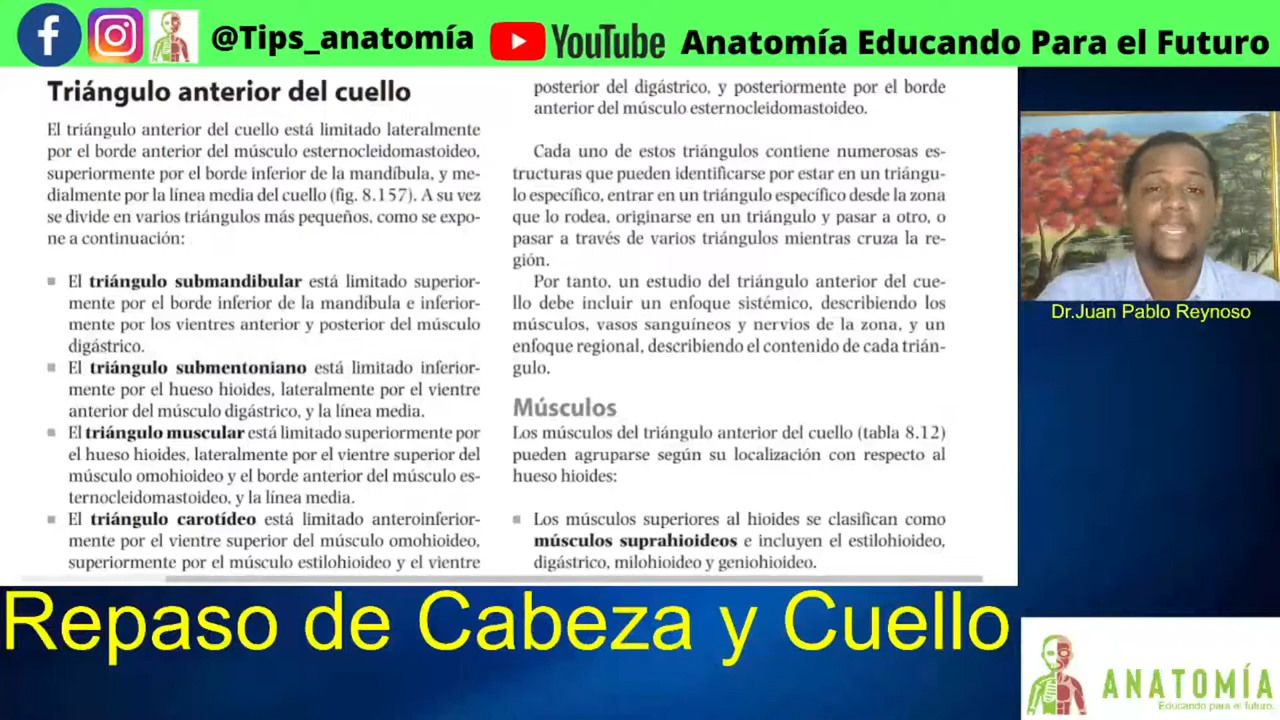 @Tips_anatomía
YouTube
Anatomía Educando Para el Futuro
Triángulo anterior del cuello
El triángulo anterior del cuello está limitado lateralmente
por el borde anterior del músculo esternocleidomastoideo,
superiormente por el borde inferior de la mandíbula, y me-
dialmente por la línea media del cuello (fig. 8.157). A su vez
se divide en varios triángulos más pequeños, como se expo-
ne a continuación:
■ El triángulo submandibular está limitado superior-
mente por el borde inferior de la mandíbula e inferior-
mente por los vientres anterior y posterior del músculo
digástrico.
■ El triángulo submentoniano está limitado inferior-
mente por el hueso hioides, lateralmente por el vientre
anterior del músculo digástrico, y la línea media.
■ El triángulo muscular está limitado superiormente por
el hueso hioides, lateralmente por el vientre superior del
músculo omohioideo y el borde anterior del músculo es-
ternocleidomastoideo, y la línea media.
■ El triángulo carotídeo está limitado anteroinferior-
mente por el vientre superior del músculo omohioideo,
superiormente por el músculo estilohioideo y el vientre
posterior del digástrico, y posteriormente por el borde
anterior del músculo esternocleidomastoideo.
Cada uno de estos triángulos contiene numerosas es-
tructuras que pueden identificarse por estar en un triángu-
lo específico, entrar en un triángulo específico desde la zona
que lo rodea, originarse en un triángulo y pasar a otro, o
pasar a través de varios triángulos mientras cruza la re-
gión.
Por tanto, un estudio del triángulo anterior del cue-
llo debe incluir un enfoque sistémico, describiendo los
músculos, vasos sanguíneos y nervios de la zona, y un
enfoque regional, describiendo el contenido de cada trián-
gulo.
Músculos
Los músculos del triángulo anterior del cuello (tabla 8.12)
pueden agruparse según su localización con respecto al
hueso hioides:
■ Los músculos superiores al hioides se clasifican como
músculos suprahioideos e incluyen el estilohioideo,
digástrico, milohioideo y geniohioideo.
Dr.Juan Pablo Reynoso
Repaso de Cabeza y Cuello
ANATOMÍA
Educando para el futuro.